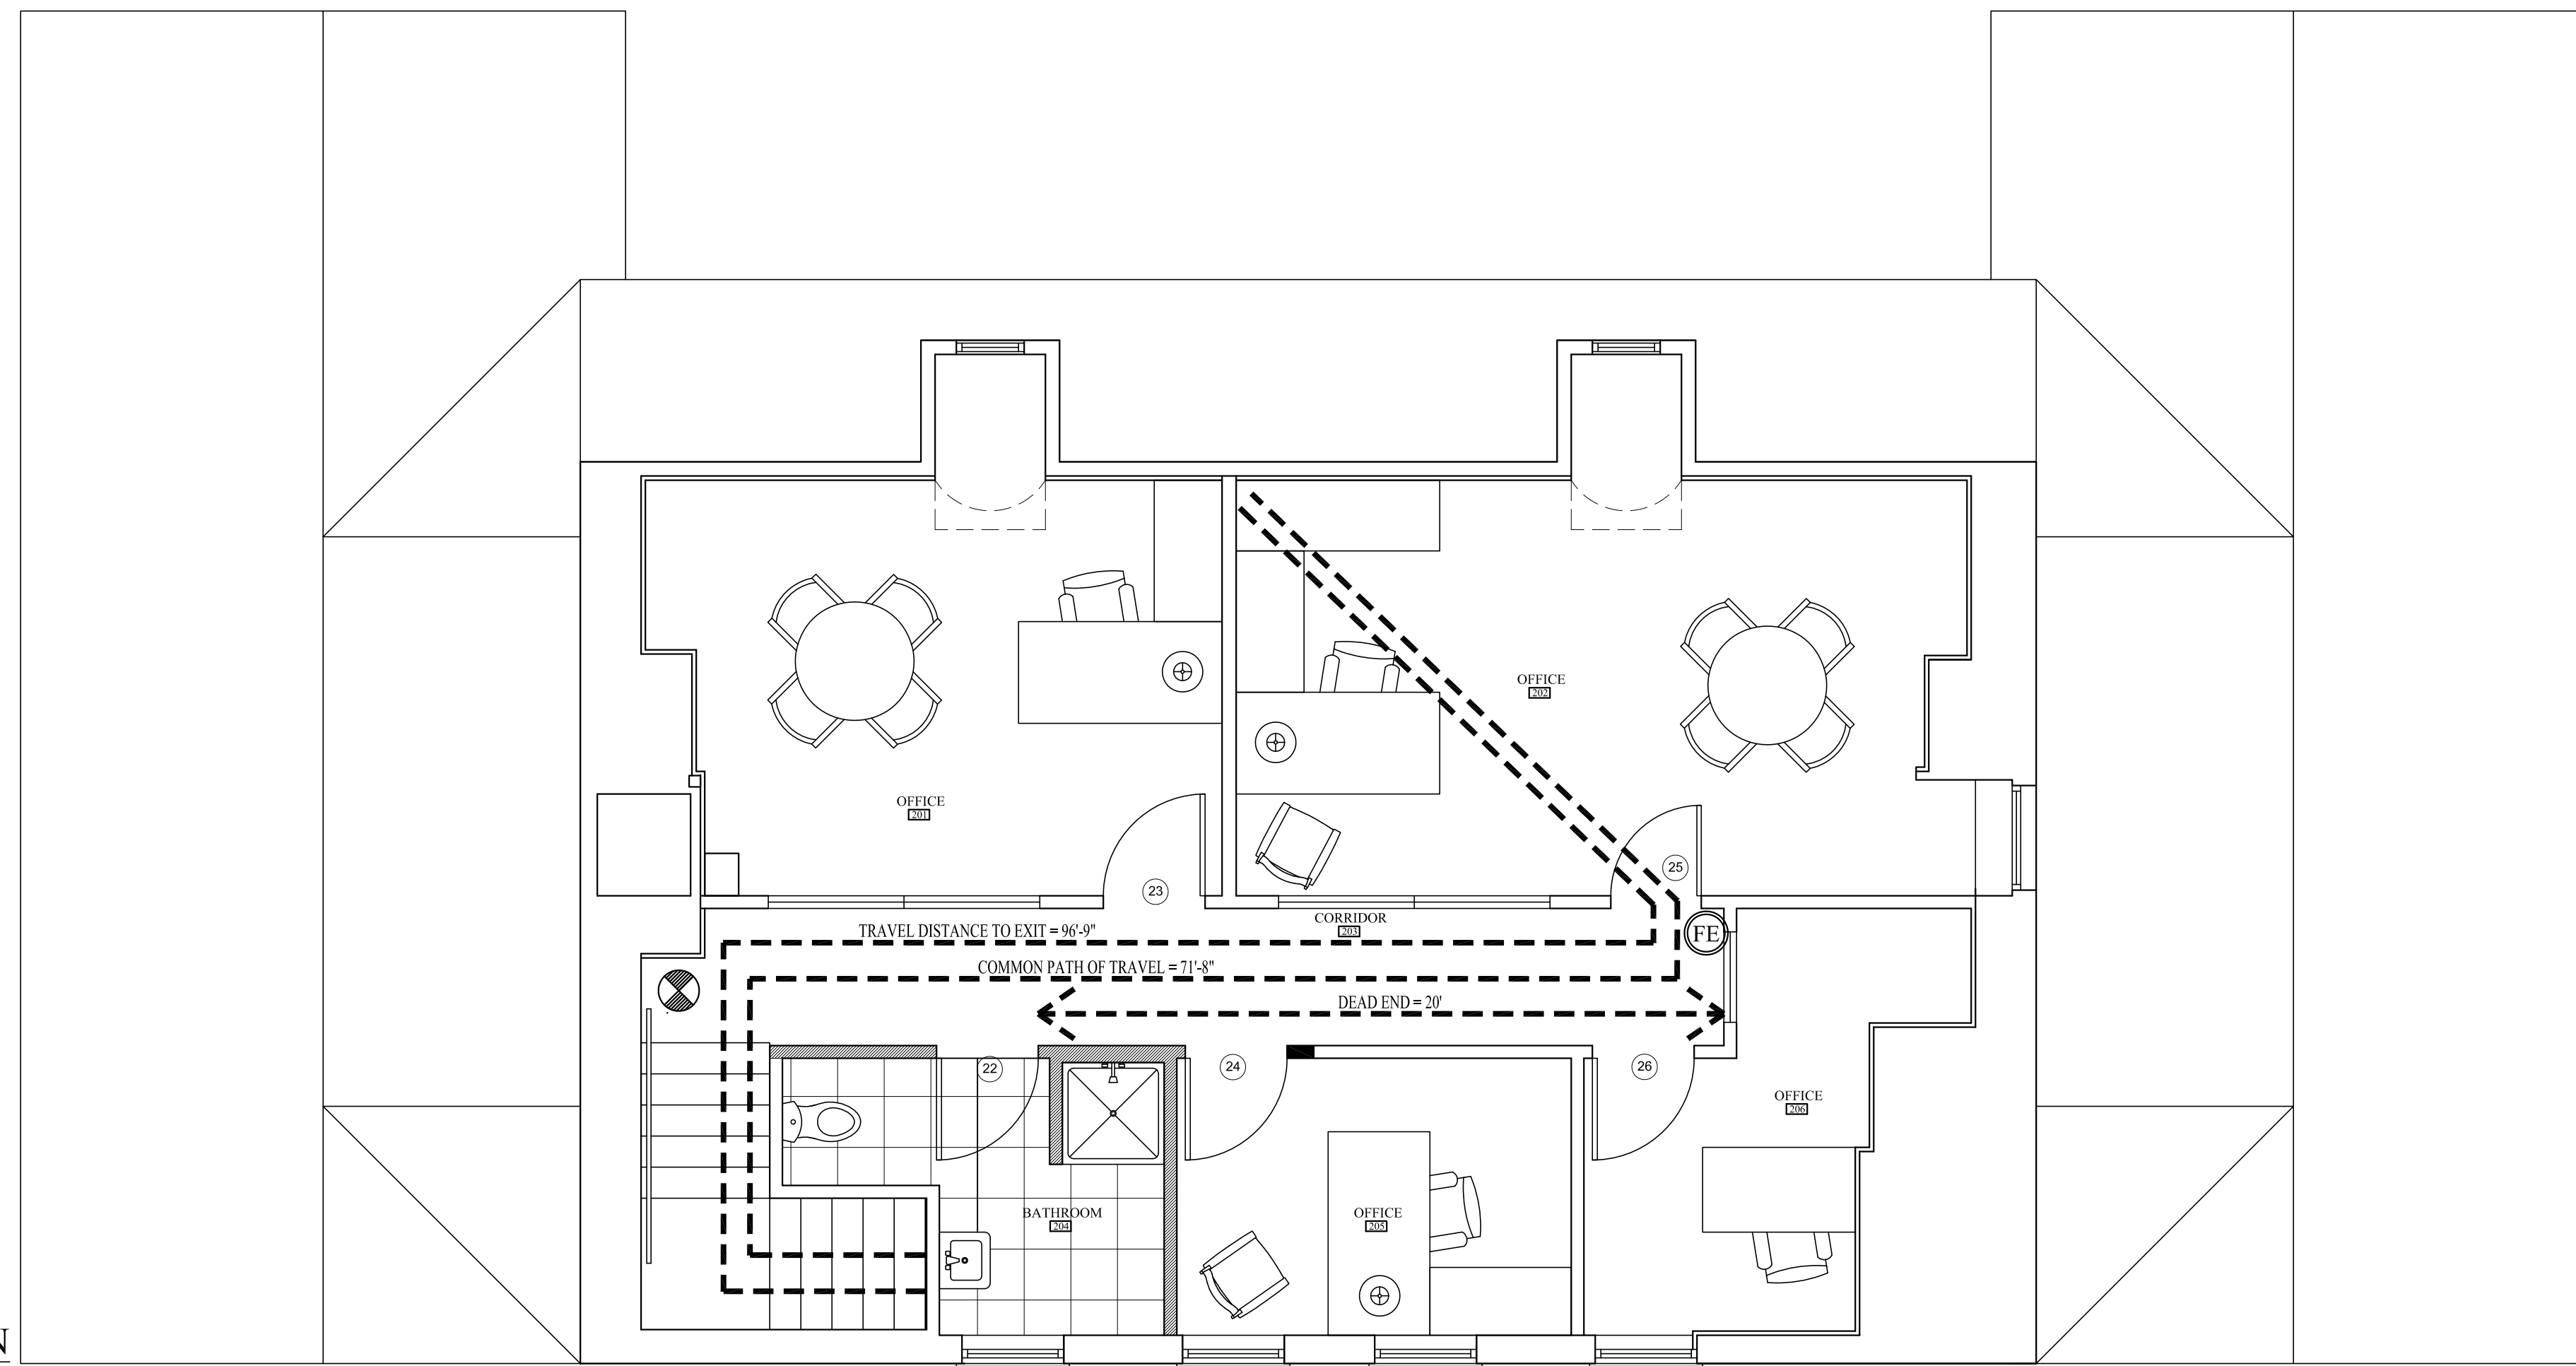 OFFICE
202
OFFICE
201
23
25
CORRIDOR
203
TRAVEL DISTANCE TO EXIT = 96'-9"
FE
COMMON PATH OF TRAVEL = 71'-8"
DEAD END = 20'
22
24
26
OFFICE
206
BATHROOM
204
OFFICE
205
N